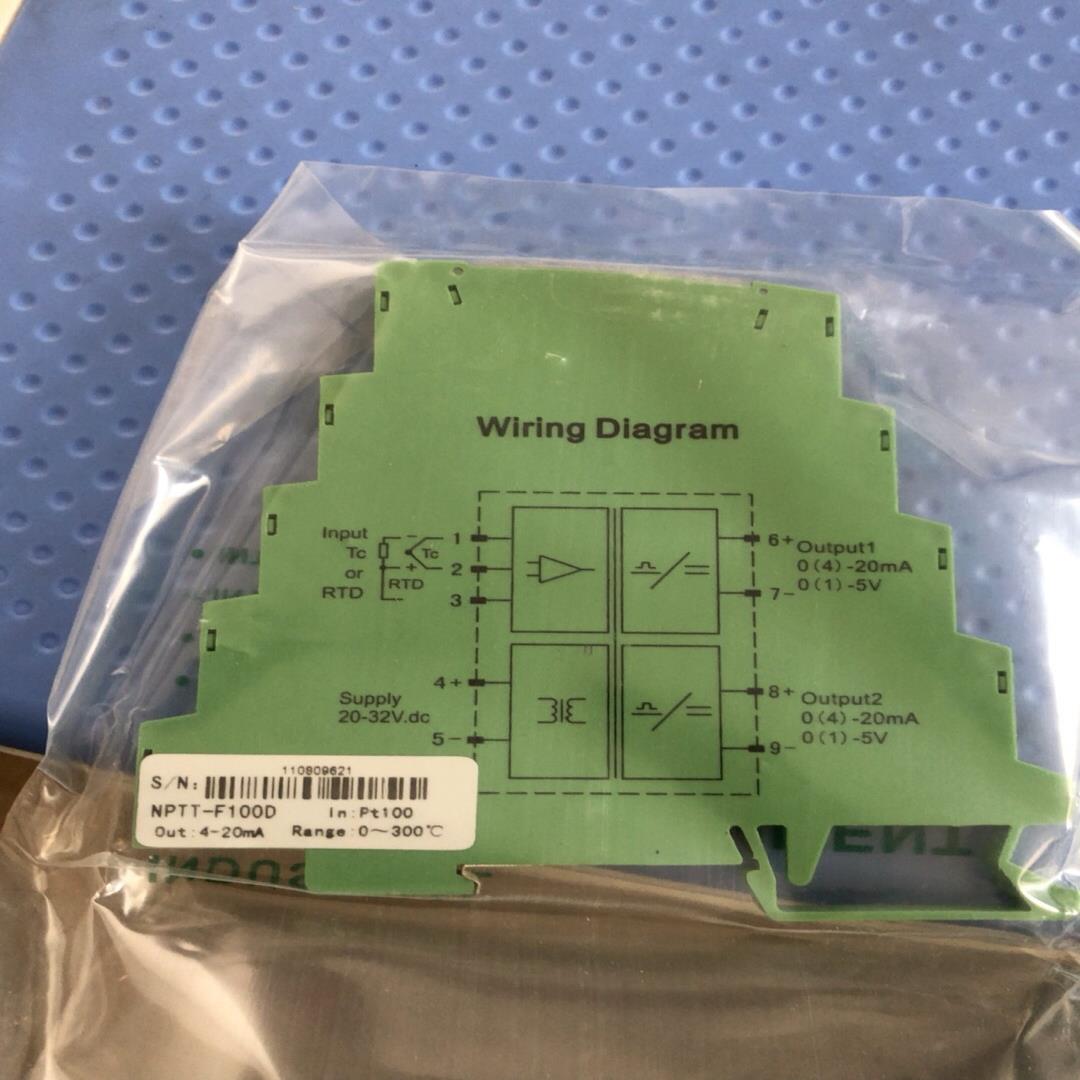 Wiring Diagram
Input
Tc
or
RTD
Tc
RTD
1
2
3
4+
5-
Supply
20-32V.dc
6+
7-
Output1
0(4)-20mA
0(1)-5V
8+
9-
Output2
0(4)-20mA
0(1)-5V
110809621
S/N:
NPTT-F100D In:Pt100
Out:4-20mA Range:0~300℃